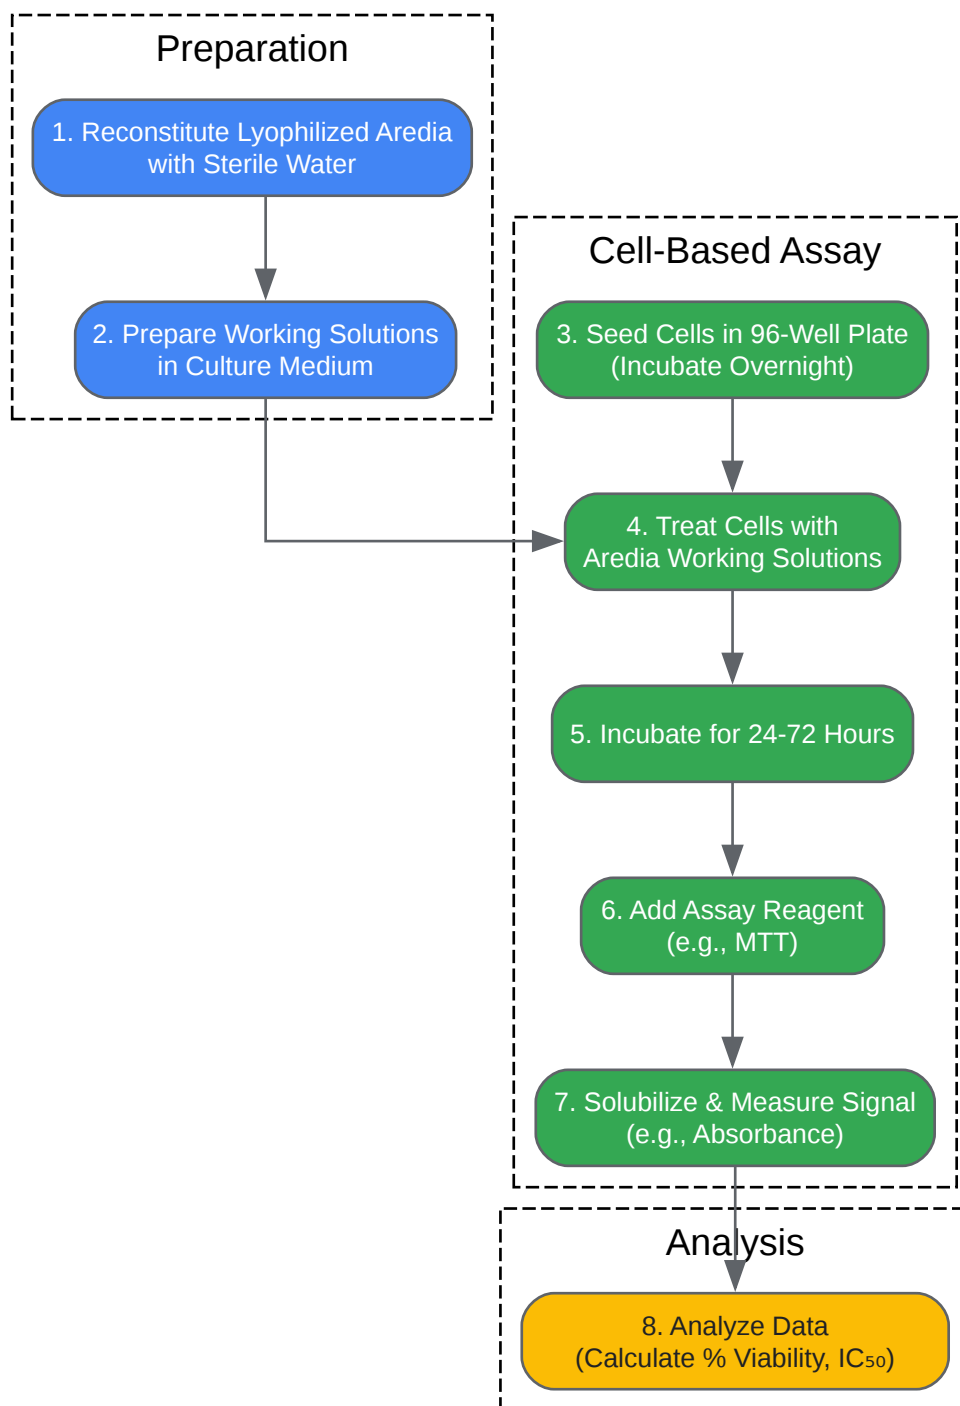 Preparation
1. Reconstitute Lyophilized Aredia
with Sterile Water
2. Prepare Working Solutions
in Culture Medium
Cell-Based Assay
3. Seed Cells in 96-Well Plate
(Incubate Overnight)
4. Treat Cells with
Aredia Working Solutions
5. Incubate for 24-72 Hours
6. Add Assay Reagent
(e.g., MTT)
7. Solubilize & Measure Signal
(e.g., Absorbance)
Analysis
8. Analyze Data
(Calculate % Viability, IC₅₀)